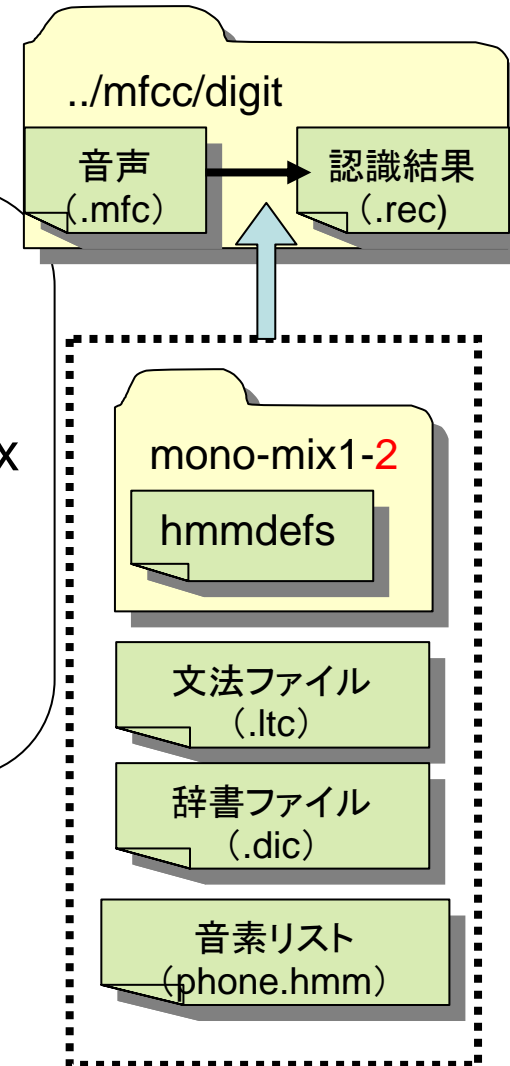 ../mfcc/digit
音声
（.mfc）
認識結果
（.rec)
x
mono-mix1-2
hmmdefs
文法ファイル
（.ltc）
辞書ファイル
（.dic）
音素リスト
（phone.hmm）